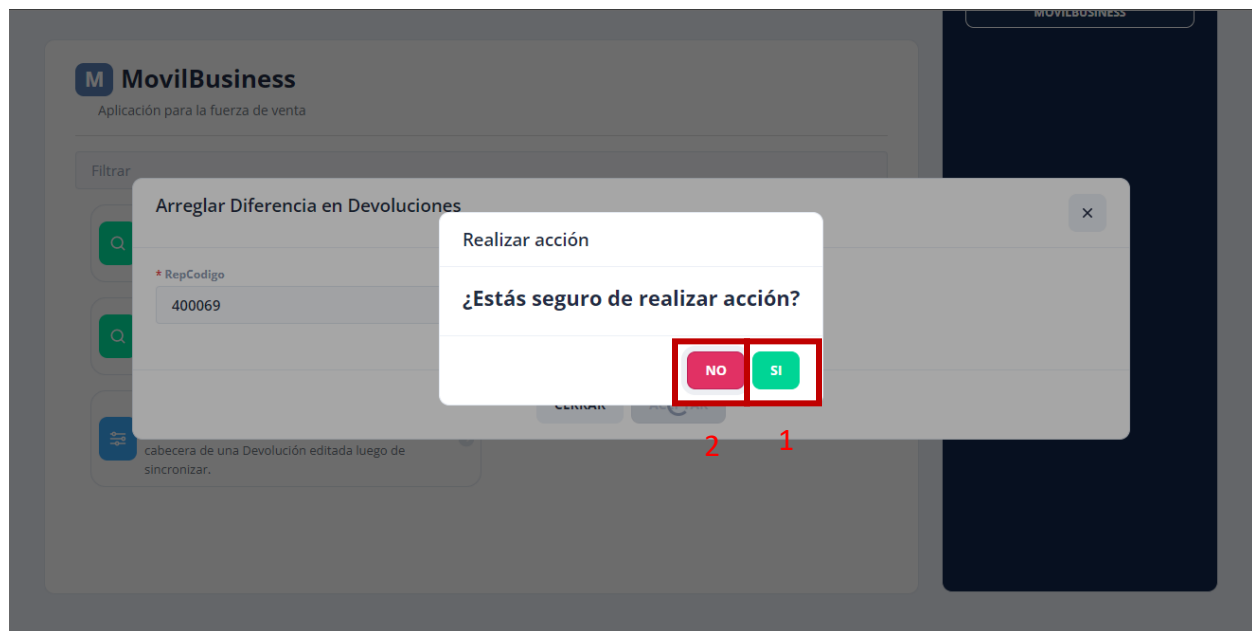 MOVILBUSINESS
M MovilBusiness
Aplicación para la fuerza de venta
Filtrar
Arreglar Diferencia en Devoluciones
×
Realizar acción
* RepCodigo
400069
¿Estás seguro de realizar acción?
NO SI
CERRAR
2 1
cabecera de una Devolución editada luego de
sincronizar.